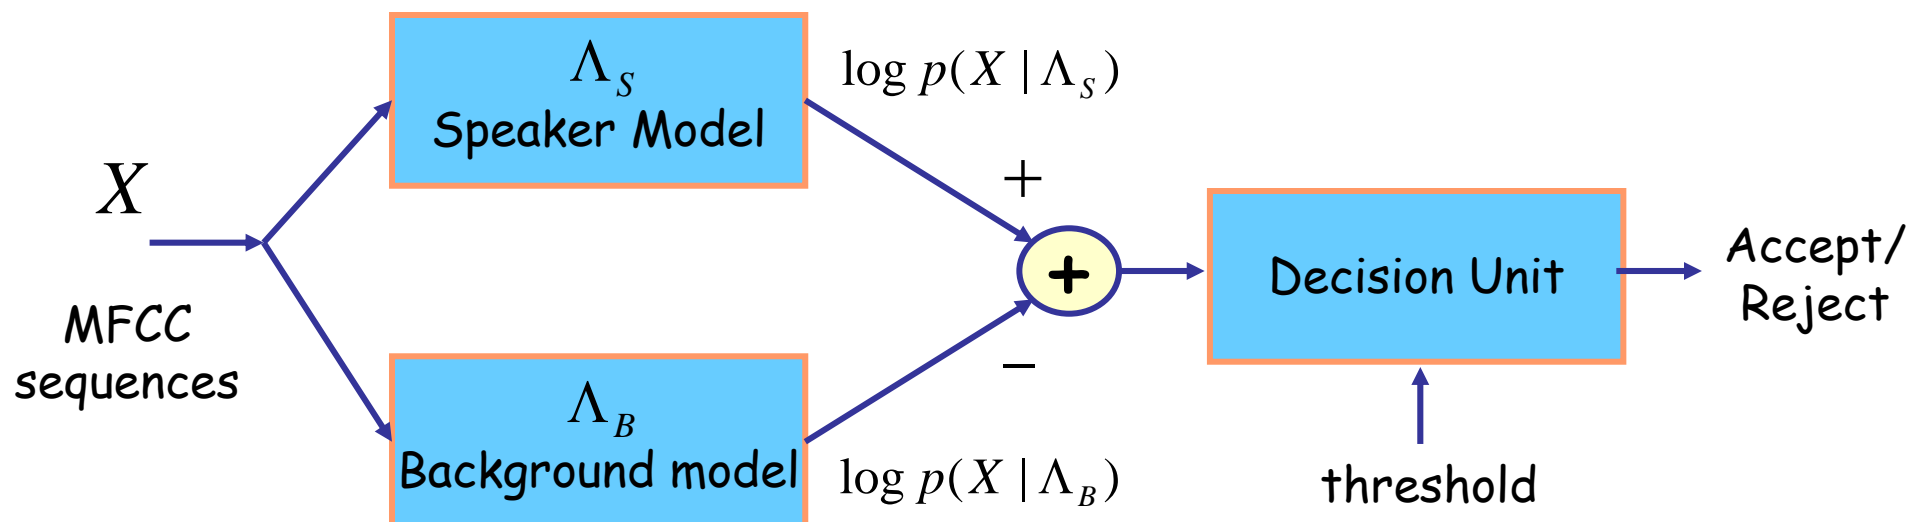 X
MFCC
sequences
Λ_S
Speaker Model
log p(X | Λ_S)
Λ_B
Background model
log p(X | Λ_B)
+
+
−
Decision Unit
threshold
Accept/
Reject